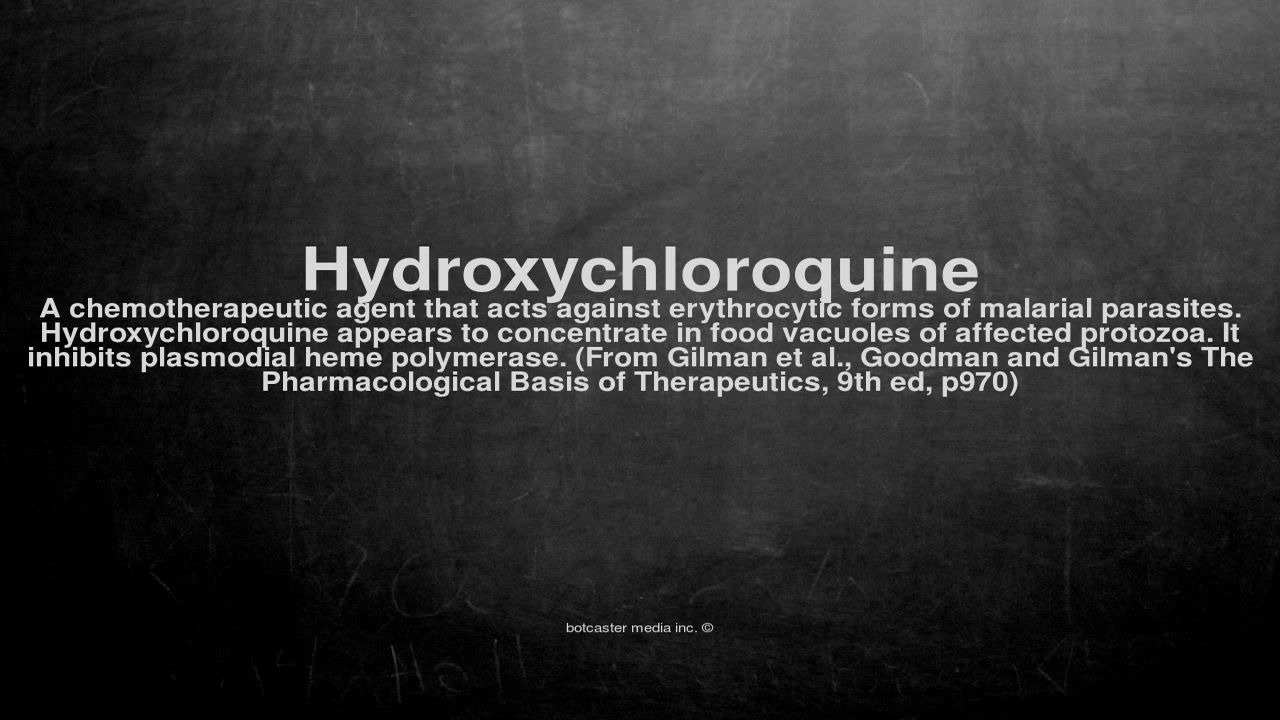 Hydroxychloroquine
A chemotherapeutic agent that acts against erythrocytic forms of malarial parasites.
Hydroxychloroquine appears to concentrate in food vacuoles of affected protozoa. It
inhibits plasmodial heme polymerase. (From Gilman et al., Goodman and Gilman's The
Pharmacological Basis of Therapeutics, 9th ed, p970)
botcaster media inc. ©